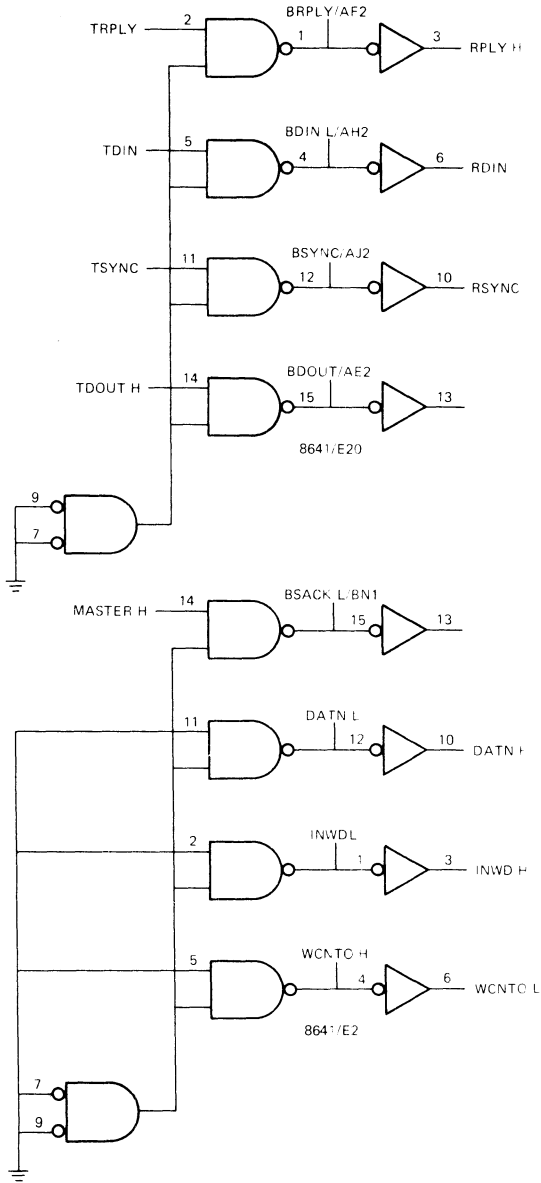 BRPLY/AF2
TRPLY 2 1 3 RPLY H
BDIN L/AH2
TDIN 5 4 6 RDIN
BSYNC/AJ2
TSYNC 11 12 10 RSYNC
BDOUT/AE2
TDOUT H 14 15 13
8641/E20
9
7
BSACK L/BN1
MASTER H 14 15 13
DATN L
11 12 10 DATN H
INWDL
2 1 3 INWD H
WCNTO H
5 4 6 WCNTO L
8641/E2
7
9